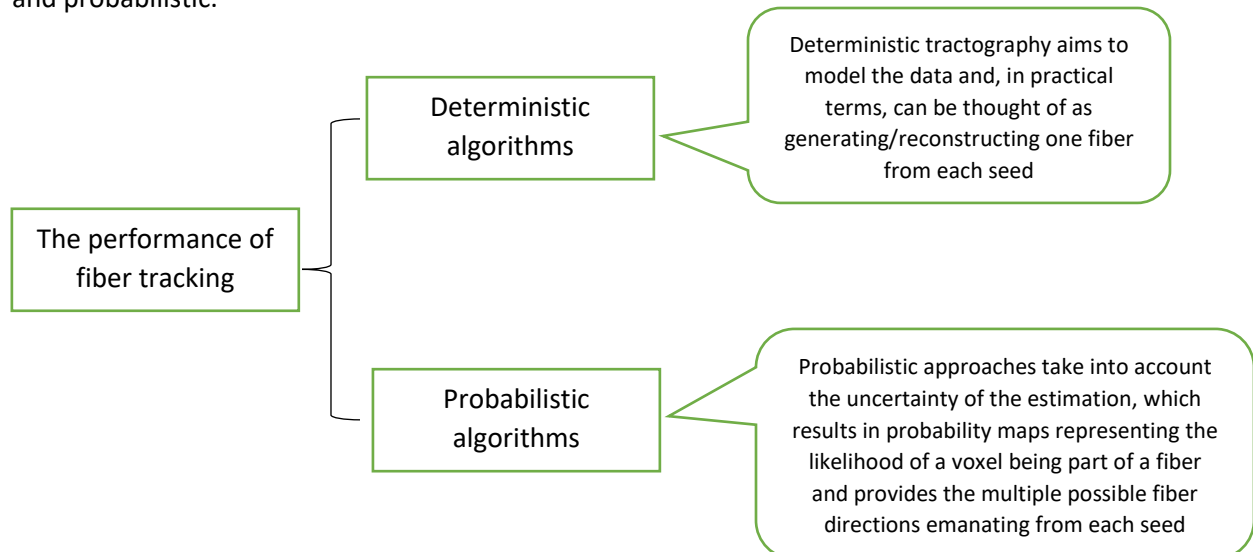 and probabilistic.
Deterministic tractography aims to
model the data and, in practical
terms, can be thought of as
generating/reconstructing one fiber
from each seed
Deterministic
algorithms
The performance of
fiber tracking
Probabilistic
algorithms
Probabilistic approaches take into account
the uncertainty of the estimation, which
results in probability maps representing the
likelihood of a voxel being part of a fiber
and provides the multiple possible fiber
directions emanating from each seed